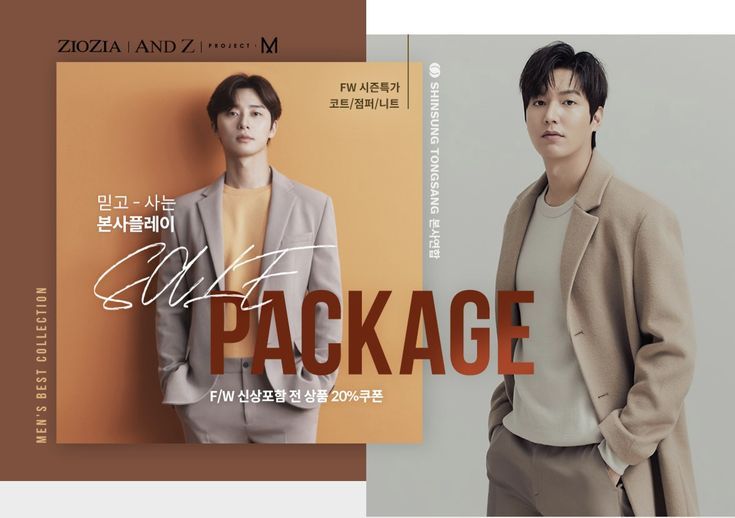 ZIOZIA | AND Z | PROJECT M
FW 시즌특가
코트/점퍼/니트
SHINSUNG TONGSANG 본사연합
믿고 - 사는
본사플레이
SALE
PACKAGE
F/W 신상포함 전 상품 20%쿠폰
MEN'S BEST COLLECTION